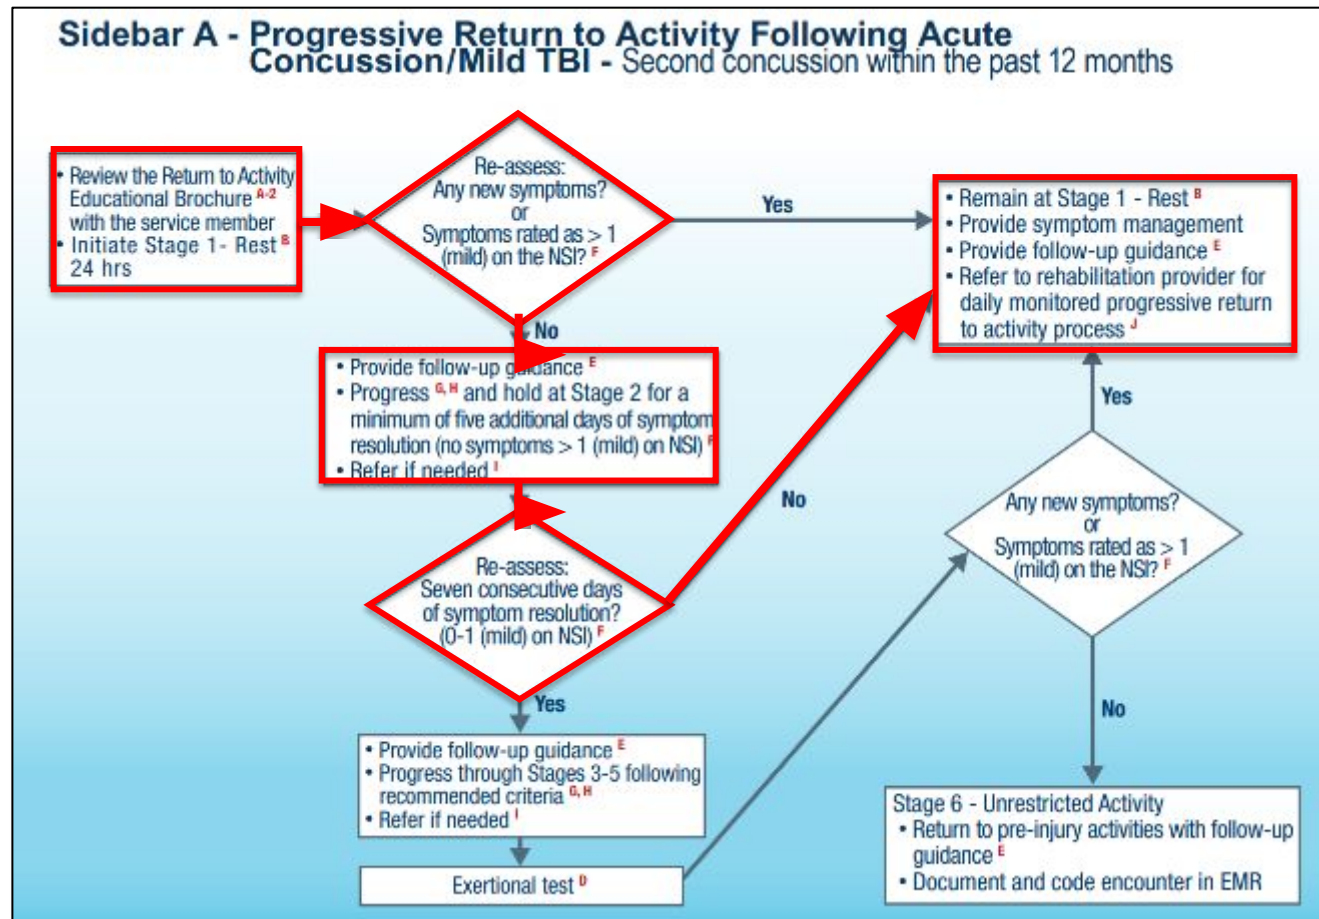 Sidebar A - Progressive Return to Activity Following Acute
Concussion/Mild TBI - Second concussion within the past 12 months
• Review the Return to Activity
Educational Brochure A-2
with the service member
• Initiate Stage 1- Rest B
24 hrs
Re-assess:
Any new symptoms?
or
Symptoms rated as > 1
(mild) on the NSI? F
Yes
• Remain at Stage 1 - Rest B
• Provide symptom management
• Provide follow-up guidance E
• Refer to rehabilitation provider for
daily monitored progressive return
to activity process J
No
• Provide follow-up guidance E
• Progress G, H and hold at Stage 2 for a
minimum of five additional days of symptom
resolution (no symptoms > 1 (mild) on NSI) F
• Refer if needed I
Re-assess:
Seven consecutive days
of symptom resolution?
(0-1 (mild) on NSI) F
No
Yes
• Provide follow-up guidance E
• Progress through Stages 3-5 following
recommended criteria G, H
• Refer if needed I
Exertional test D
Yes
Any new symptoms?
or
Symptoms rated as > 1
(mild) on the NSI? F
No
Stage 6 - Unrestricted Activity
• Return to pre-injury activities with follow-up
guidance E
• Document and code encounter in EMR